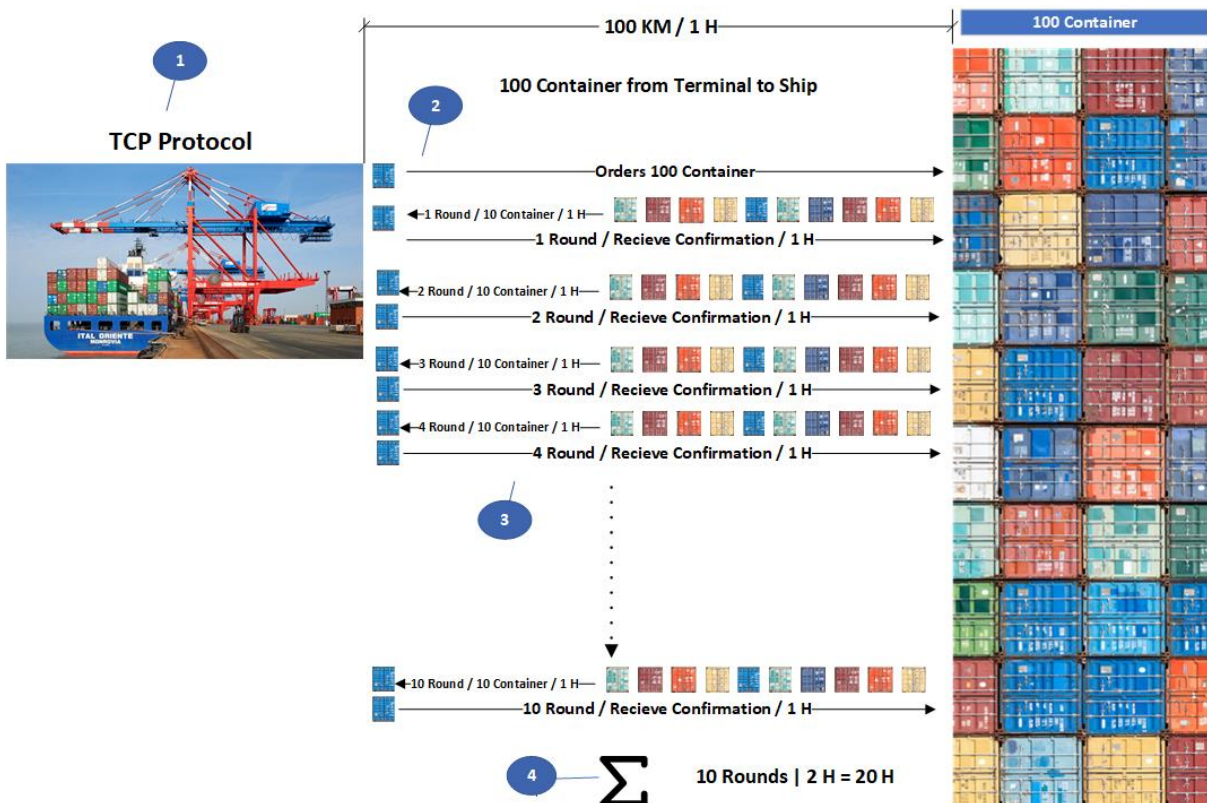 100 KM / 1 H
100 Container
1
100 Container from Terminal to Ship
2
TCP Protocol
Orders 100 Container
1 Round / 10 Container / 1 H
1 Round / Recieve Confirmation / 1 H
2 Round / 10 Container / 1 H
2 Round / Recieve Confirmation / 1 H
ITAL ORIENTE
MONROVIA
3 Round / 10 Container / 1 H
3 Round / Recieve Confirmation / 1 H
4 Round / 10 Container / 1 H
4 Round / Recieve Confirmation / 1 H
3
10 Round / 10 Container / 1 H
10 Round / Recieve Confirmation / 1 H
4
Σ
10 Rounds | 2 H = 20 H